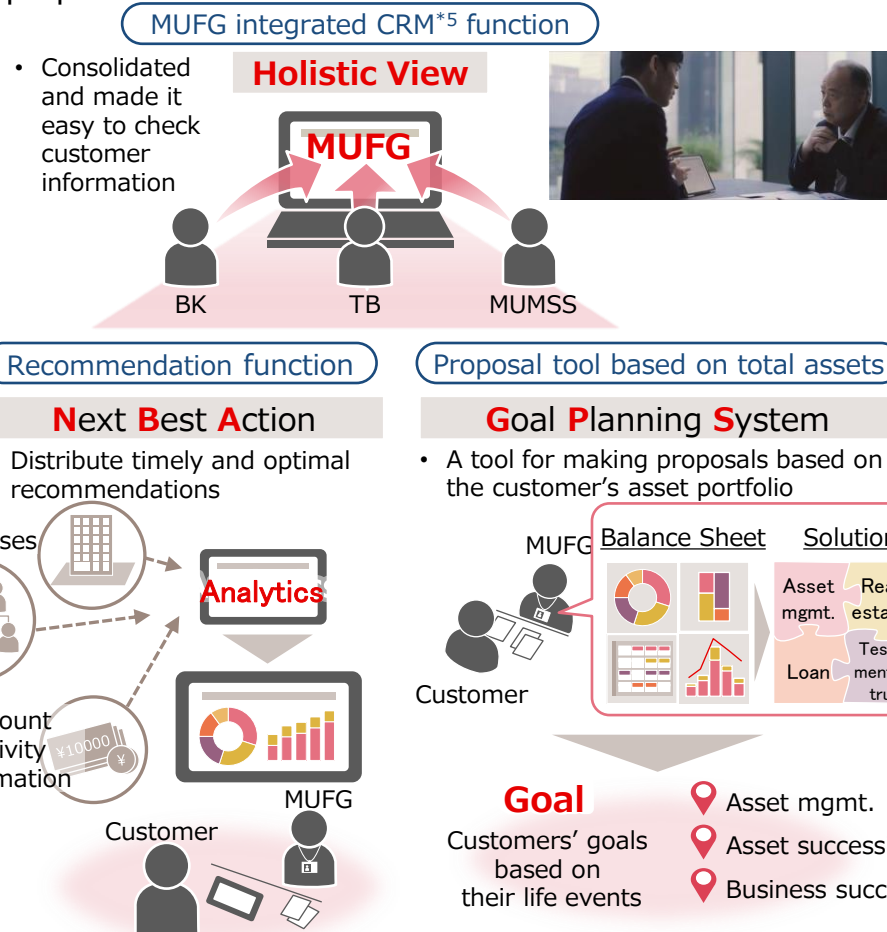 MUFG integrated CRM*5 function
• Consolidated
and made it
easy to check
customer
information
Holistic View
MUFG
BK
TB
MUMSS
Recommendation function
Next Best Action
Distribute timely and optimal
recommendations
Analytics
¥10000
¥
MUFG
Customer
Proposal tool based on total assets
Goal Planning System
• A tool for making proposals based on
the customer's asset portfolio
MUFG
Customer
Balance Sheet
Asset
mgmt.
Loan
Goal
Customers' goals
based on
their life events
Asset mgmt.
Asset
Business